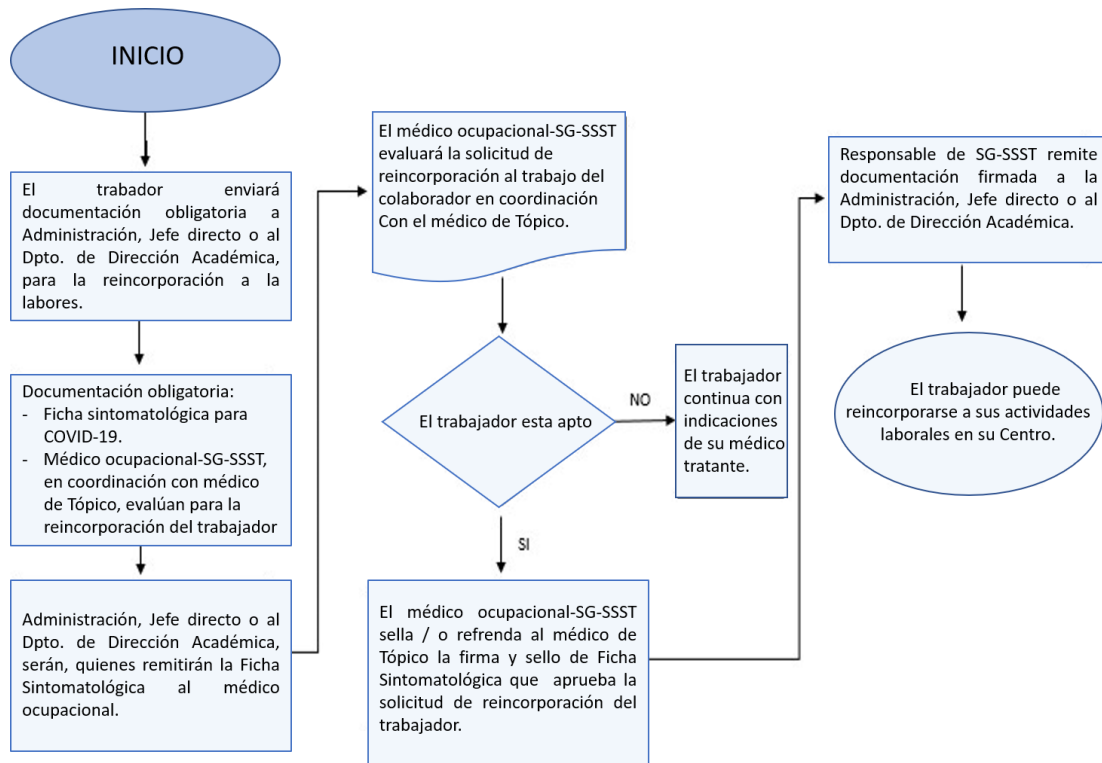 INICIO
El trabador enviará
documentación obligatoria a
Administración, Jefe directo o al
Dpto. de Dirección Académica,
para la reincorporación a la
labores.
Documentación obligatoria:
- Ficha sintomatológica para
COVID-19.
- Médico ocupacional-SG-SSST,
en coordinación con médico
de Tópico, evalúan para la
reincorporación del trabajador
Administración, Jefe directo o al
Dpto. de Dirección Académica,
serán, quienes remitirán la Ficha
Sintomatológica al médico
ocupacional.
El médico ocupacional-SG-SSST
evaluará la solicitud de
reincorporación al trabajo del
colaborador en coordinación
Con el médico de Tópico.
El trabajador esta apto
NO
El trabajador
continua con
indicaciones
de su médico
tratante.
SI
El médico ocupacional-SG-SSST
sella / o refrenda al médico de
Tópico la firma y sello de Ficha
Sintomatológica que aprueba la
solicitud de reincorporación del
trabajador.
Responsable de SG-SSST remite
documentación firmada a la
Administración, Jefe directo o al
Dpto. de Dirección Académica.
El trabajador puede
reincorporarse a sus actividades
laborales en su Centro.